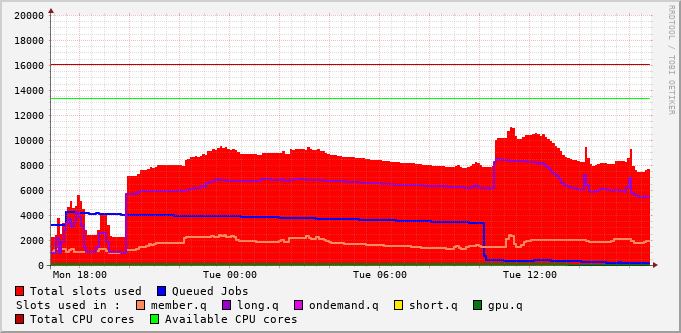 20000
18000
16000
14000
12000
10000
8000
6000
4000
2000
0
Mon 18:00 Tue 00:00 Tue 06:00 Tue 12:00
Total slots used Queued Jobs
Slots used in : member.q long.q ondemand.q short.q gpu.q
Total CPU cores Available CPU cores
RRDTOOL / TOBI OETIKER